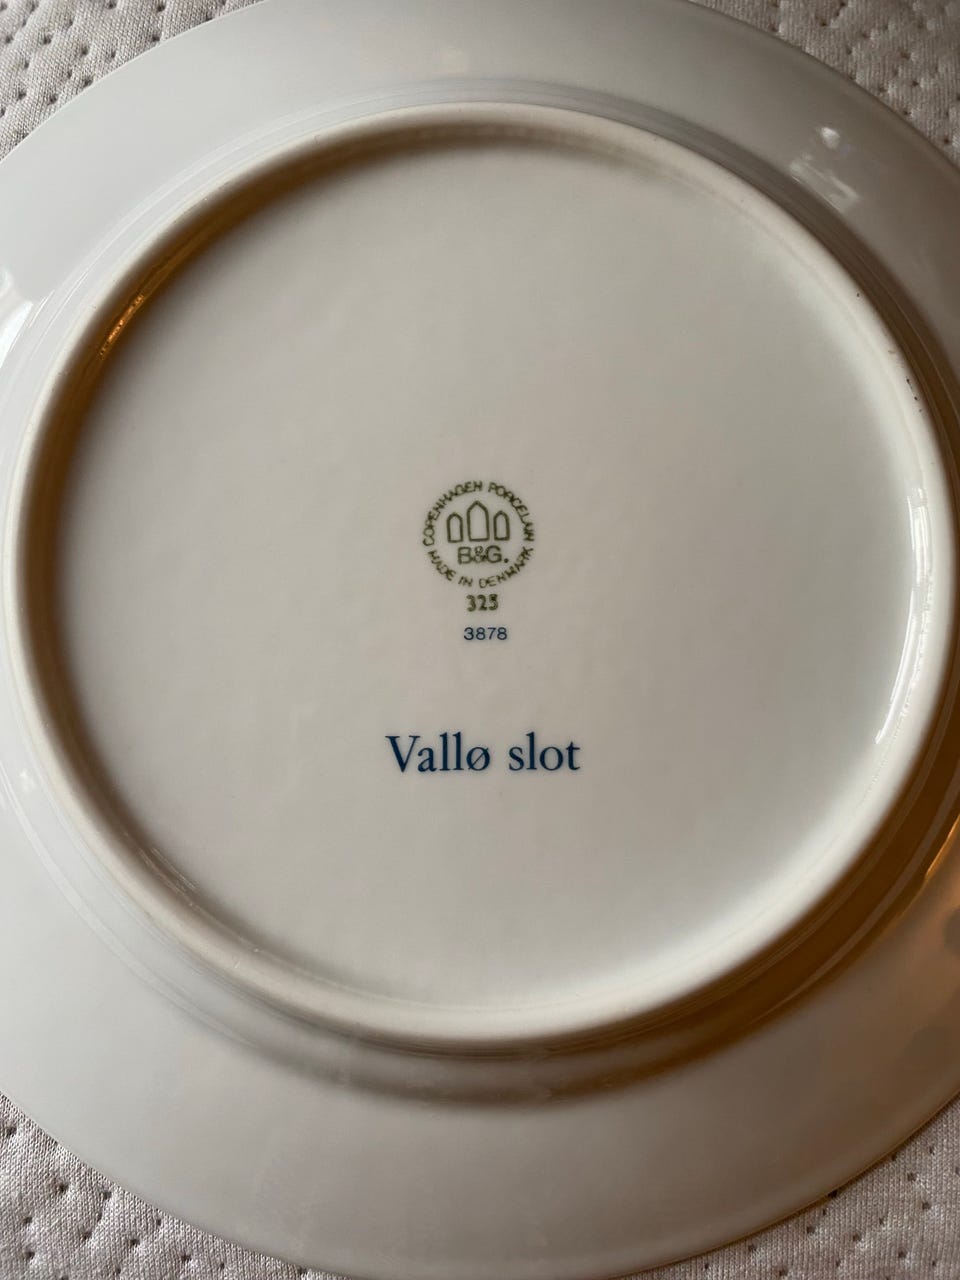 COPENHAGEN PORCELAIN
B&G.
MADE IN DENMARK
325
3878
Vallø slot